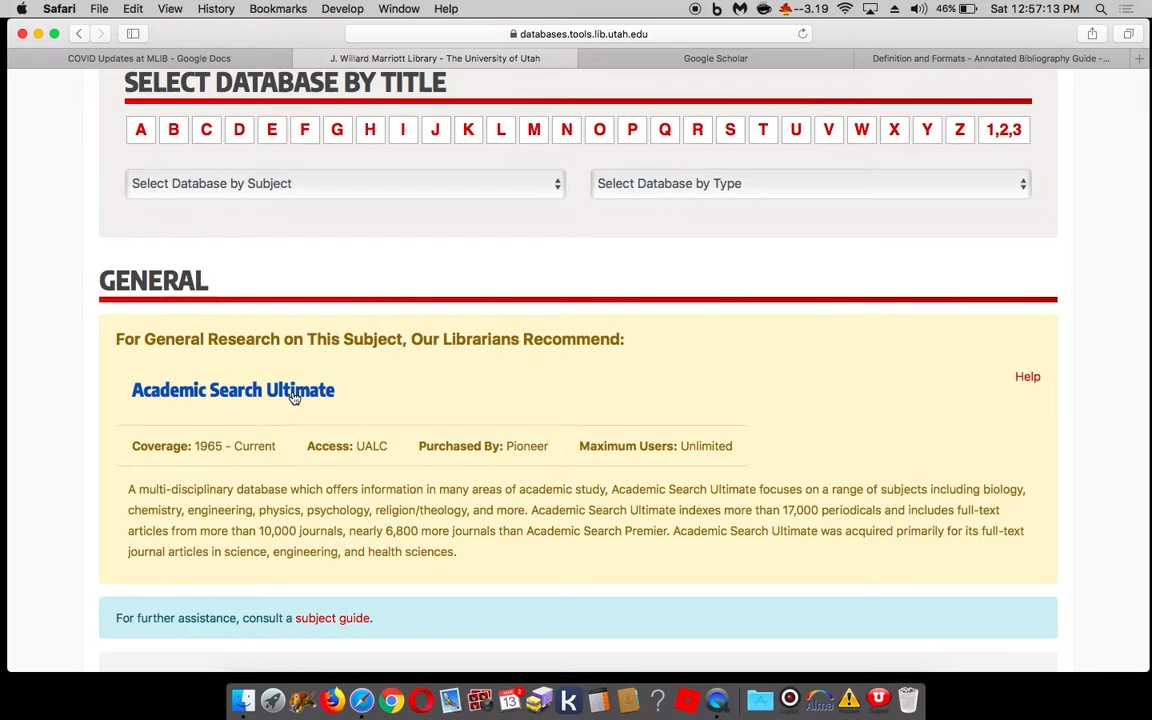 Safari File Edit View History Bookmarks Develop Window Help --3.19 46% Sat 12:57:13 PM
databases.tools.lib.utah.edu
COVID Updates at MLIB - Google Docs J. Willard Marriott Library - The University of Utah Google Scholar Definition and Formats - Annotated Bibliography Guide -...
SELECT DATABASE BY TITLE
A B C D E F G H I J K L M N O P Q R S T U V W X Y Z 1,2,3
Select Database by Subject Select Database by Type
GENERAL
For General Research on This Subject, Our Librarians Recommend:
Academic Search Ultimate
Help
Coverage: 1965 - Current Access: UALC Purchased By: Pioneer Maximum Users: Unlimited
A multi-disciplinary database which offers information in many areas of academic study, Academic Search Ultimate focuses on a range of subjects including biology,
chemistry, engineering, physics, psychology, religion/theology, and more. Academic Search Ultimate indexes more than 17,000 periodicals and includes full-text
articles from more than 10,000 journals, nearly 6,800 more journals than Academic Search Premier. Academic Search Ultimate was acquired primarily for its full-text
journal articles in science, engineering, and health sciences.
For further assistance, consult a subject guide.
13 K ? Alma U